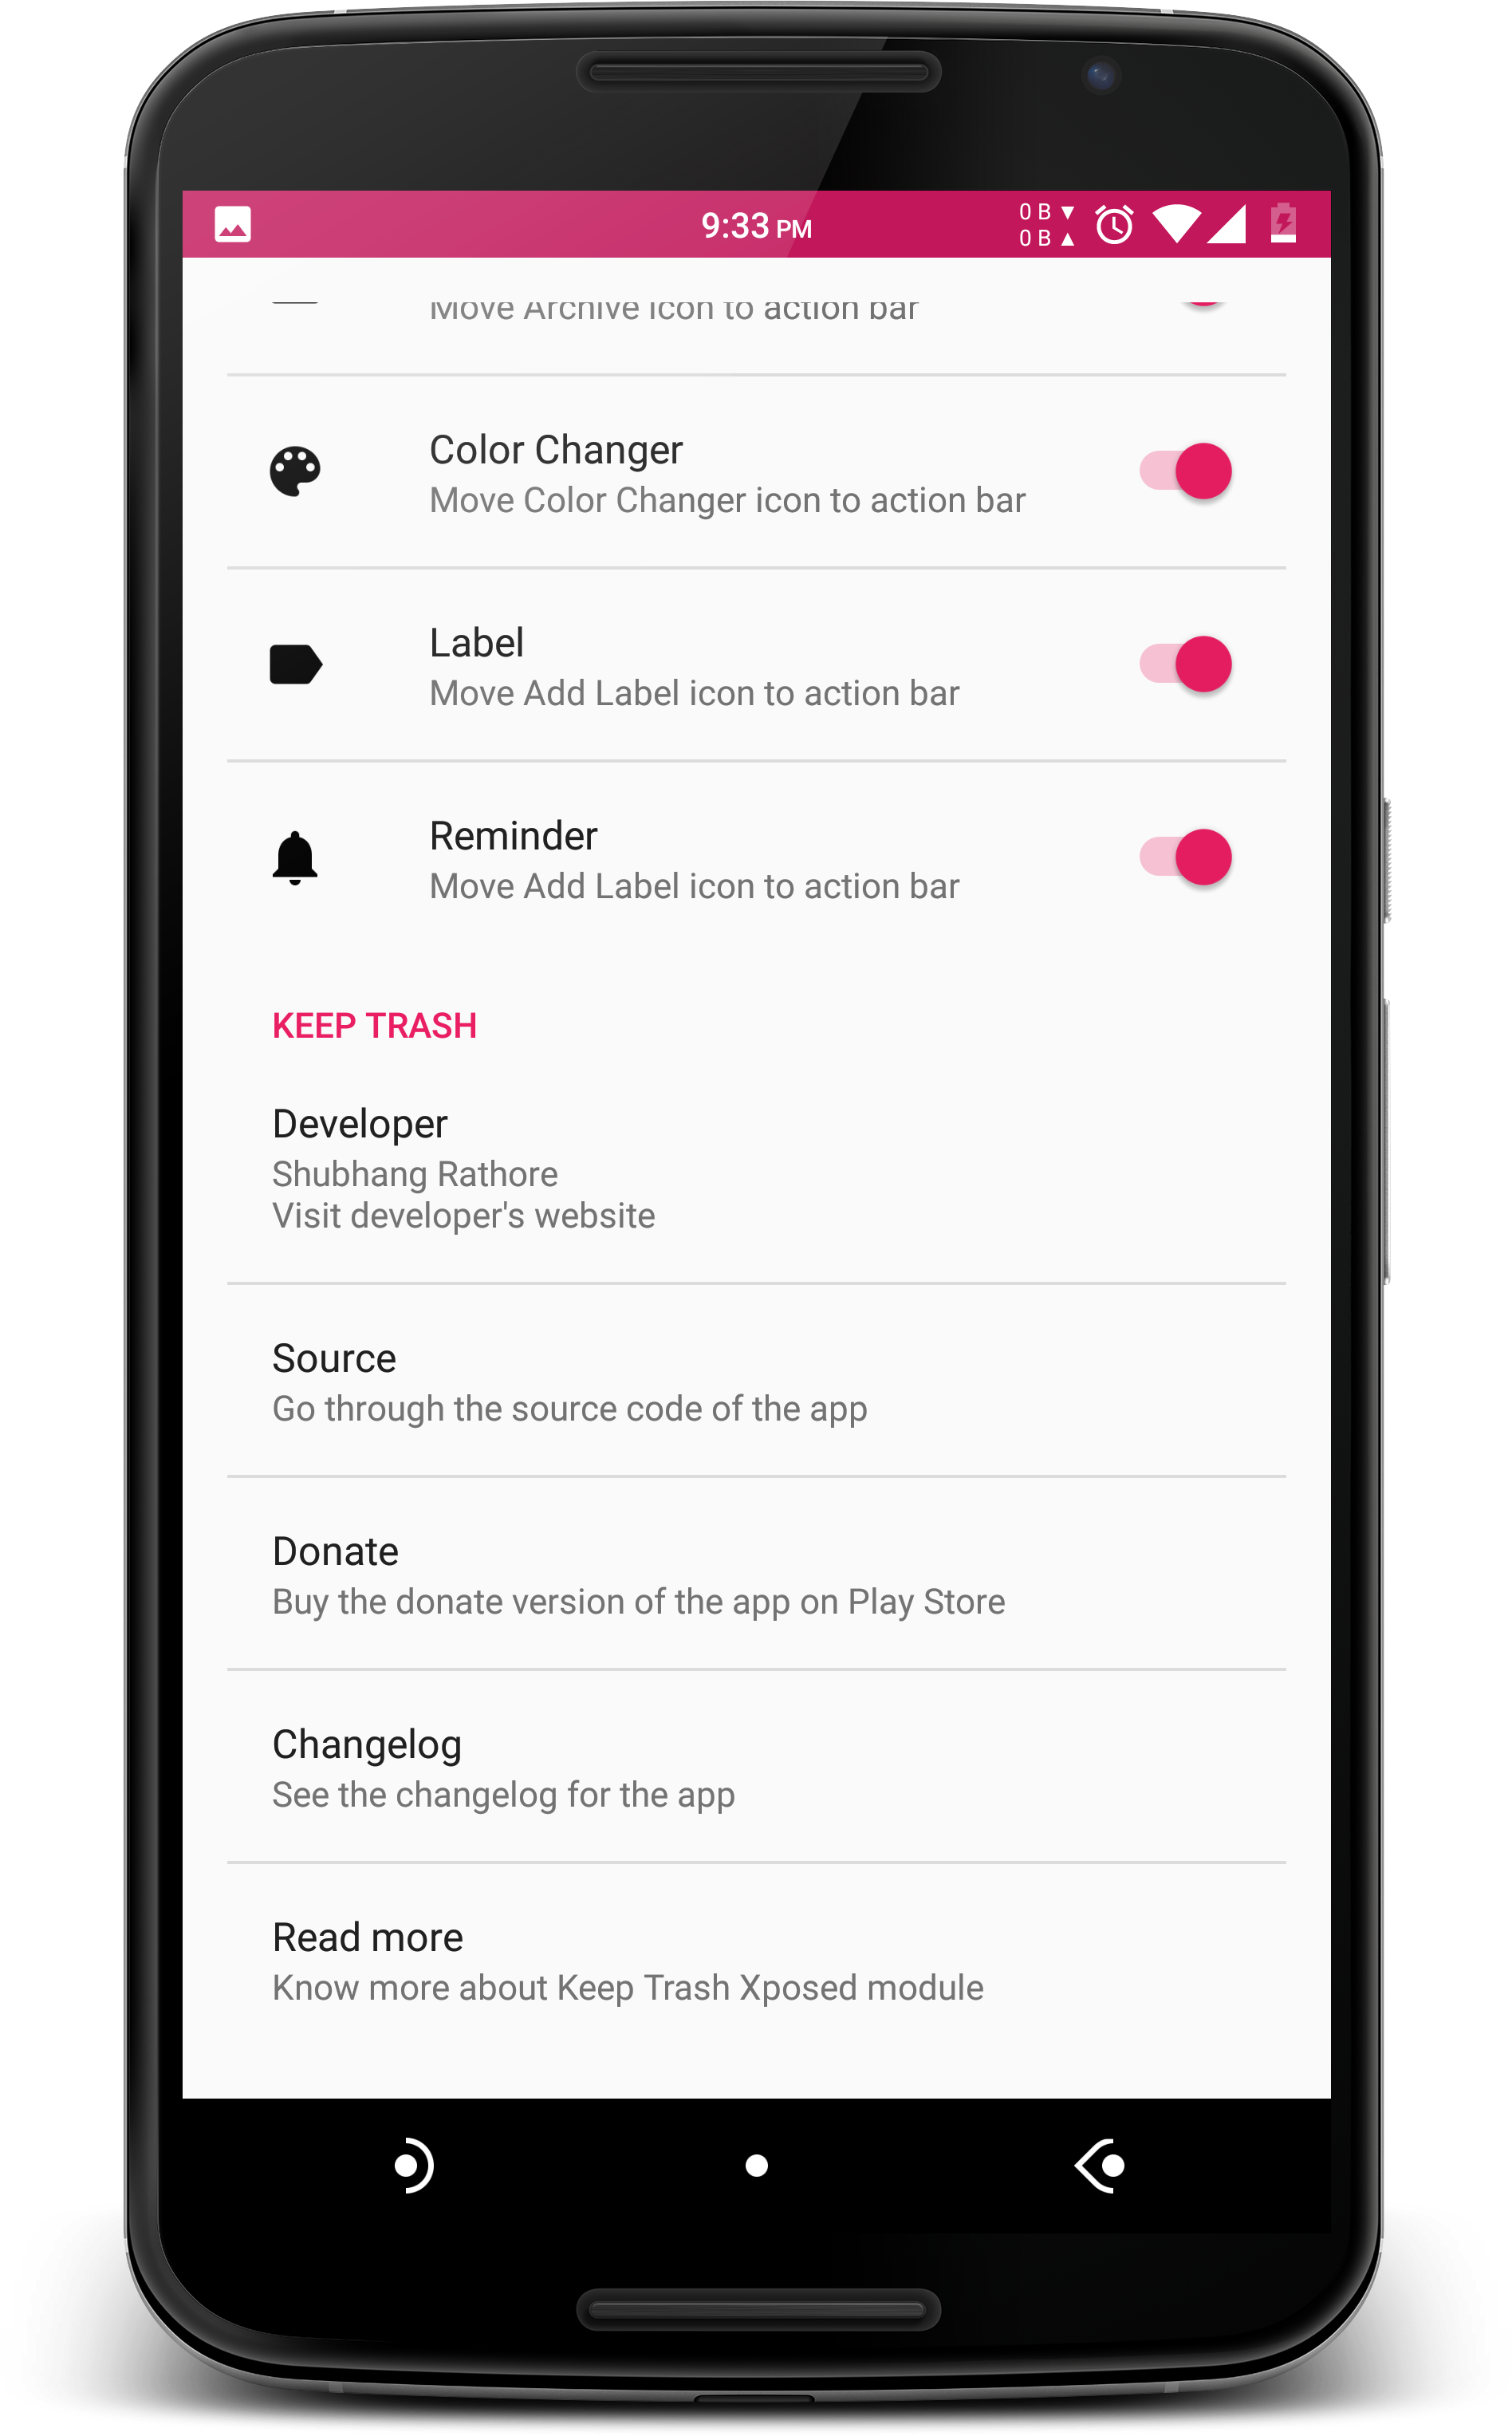 9:33 PM
0 B ▼
0 B ▲
Move Archive icon to action bar
Color Changer
Move Color Changer icon to action bar
Label
Move Add Label icon to action bar
Reminder
Move Add Label icon to action bar
KEEP TRASH
Developer
Shubhang Rathore
Visit developer's website
Source
Go through the source code of the app
Donate
Buy the donate version of the app on Play Store
Changelog
See the changelog for the app
Read more
Know more about Keep Trash Xposed module